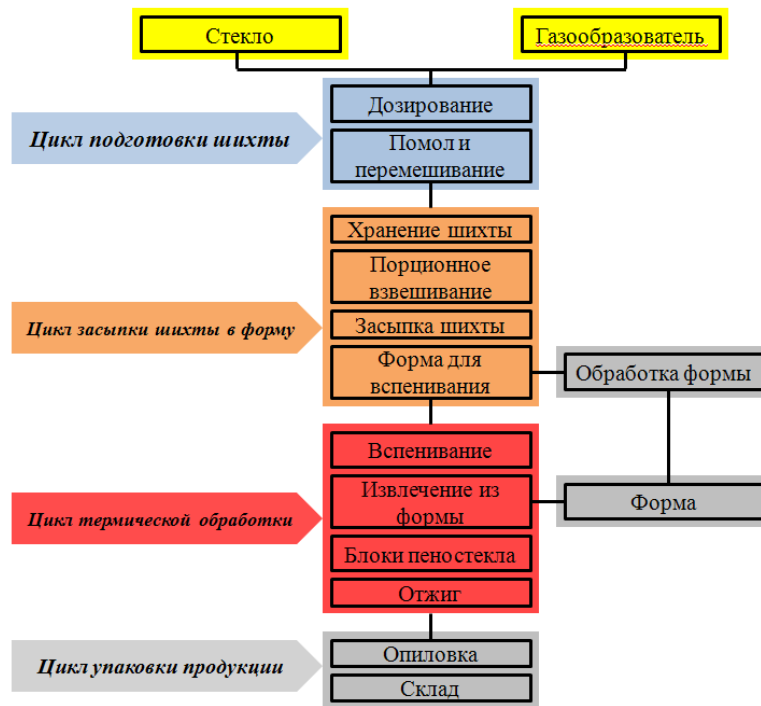 Стекло
Газообразователь
Дозирование
Цикл подготовки шихты
Помол и
перемешивание
Хранение шихты
Порционное
взвешивание
Цикл засыпки шихты в форму
Засыпка шихты
Форма для
вспенивания
Обработка формы
Вспенивание
Цикл термической обработки
Извлечение из
формы
Форма
Блоки пеностекла
Отжиг
Цикл упаковки продукции
Опиловка
Склад